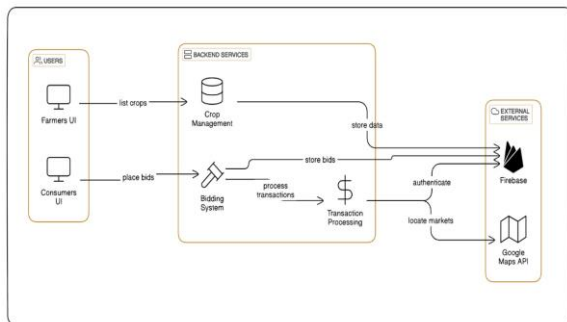 USERS
Farmers UI
Consumers
UI
list crops
place bids
BACKEND SERVICES
Crop
Management
Bidding
System
process
transactions
Transaction
Processing
store data
store bids
authenticate
locate markets
EXTERNAL
SERVICES
Firebase
Google
Maps API